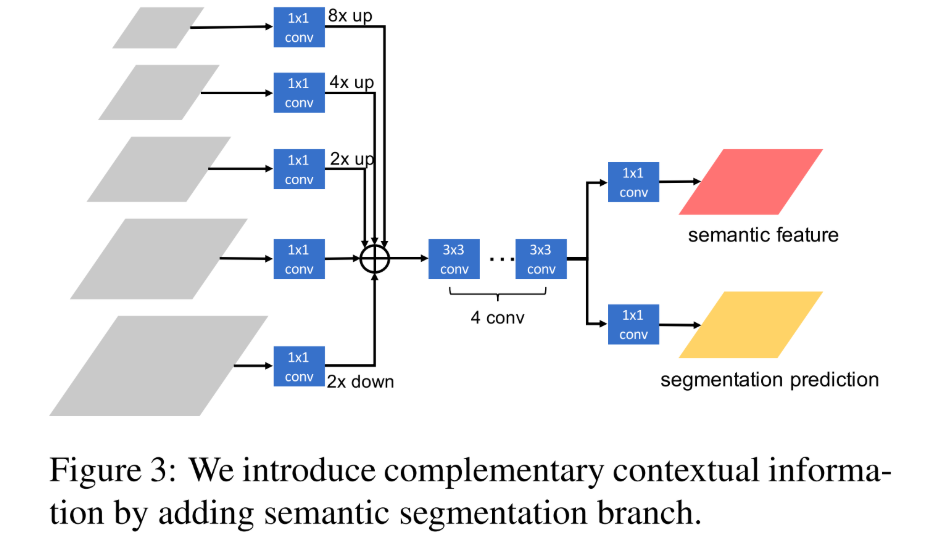 1x1
conv
8x up
1x1
conv
4x up
1x1
conv
2x up
1x1
conv
1x1
conv
2x down
3x3
conv
...
3x3
conv
4 conv
1x1
conv
semantic feature
1x1
conv
segmentation prediction
Figure 3: We introduce complementary contextual informa-
tion by adding semantic segmentation branch.